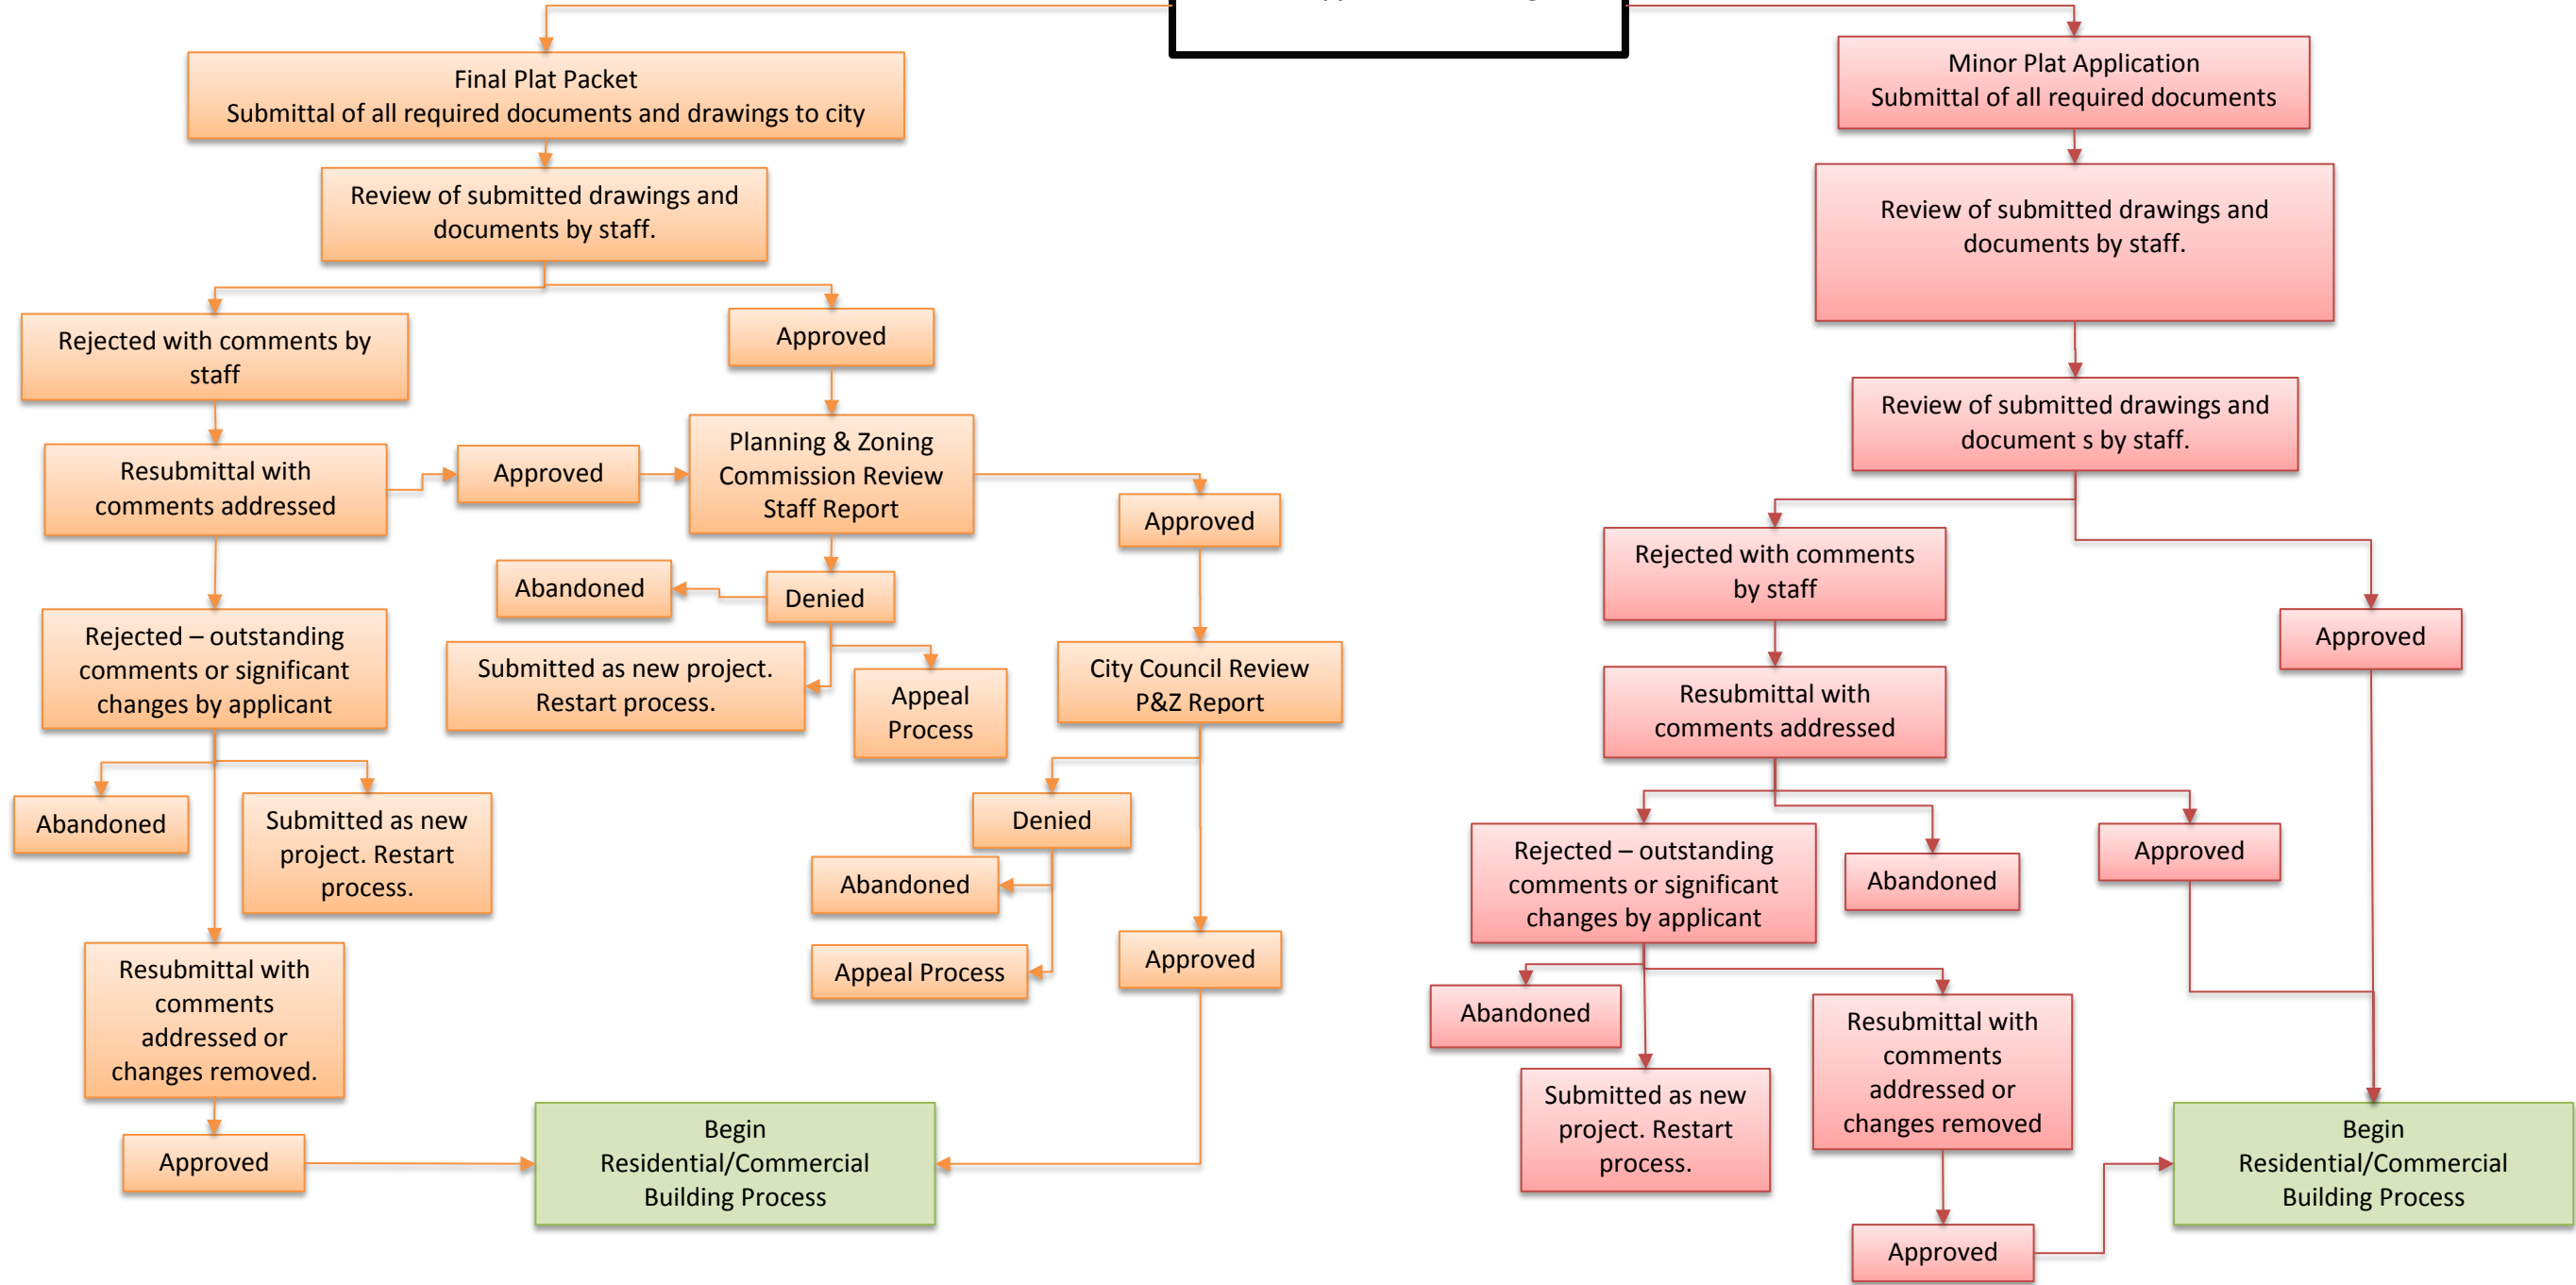 Final Plat Packet
Submittal of all required documents and drawings to city
Review of submitted drawings and
documents by staff.
Rejected with comments by
staff
Approved
Resubmittal with
comments addressed
Approved
Planning & Zoning
Commission Review
Staff Report
Approved
Abandoned
Denied
Rejected – outstanding
comments or significant
changes by applicant
Submitted as new project.
Restart process.
Appeal
Process
City Council Review
P&Z Report
Abandoned
Submitted as new
project. Restart
process.
Denied
Abandoned
Appeal Process
Approved
Resubmittal with
comments
addressed or
changes removed.
Approved
Begin
Residential/Commercial
Building Process
Minor Plat Application
Submittal of all required documents
Review of submitted drawings and
documents by staff.
Review of submitted drawings and
document s by staff.
Rejected with comments
by staff
Approved
Resubmittal with
comments addressed
Rejected – outstanding
comments or significant
changes by applicant
Abandoned
Approved
Abandoned
Submitted as new
project. Restart
process.
Resubmittal with
comments
addressed or
changes removed
Approved
Begin
Residential/Commercial
Building Process